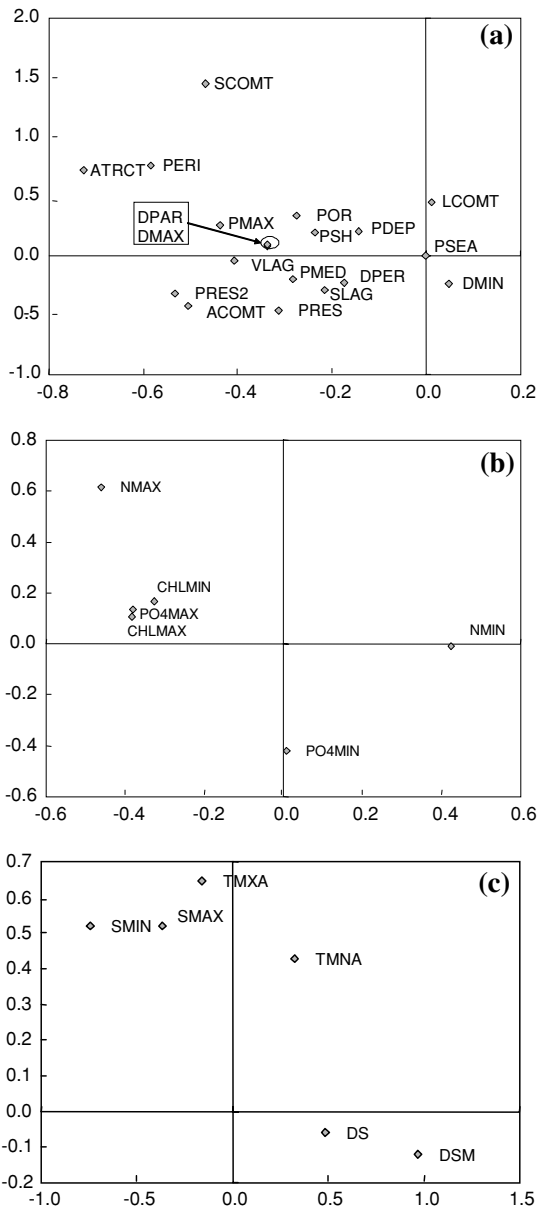 2.0
(a)
1.5
SCOMT
1.0
ATRCT
PERI
0.5
DPAR
DMAX
PMAX
POR
PSH
PDEP
LCOMT
0.0
VLAG
PMED
DPER
PSEA
DMIN
PRES2
ACOMT
PRES
SLAG
0-5
-1.0
-0.8
-0.6
-0.4
-0.2
0.0
0.2
0.8
(b)
0.6
NMAX
0.4
0.2
CHLMIN
PO4MAX
CHLMAX
NMIN
0.0
-0.2
-0.4
PO4MIN
-0.6
-0.6
-0.4
-0.2
0.0
0.2
0.4
0.6
0.7
TMXA
(c)
0.6
SMIN
SMAX
0.5
TMNA
0.4
0.3
0.2
0.1
0.0
DS
-0.1
DSM
-0.2
-1.0
-0.5
0.0
0.5
1.0
1.5